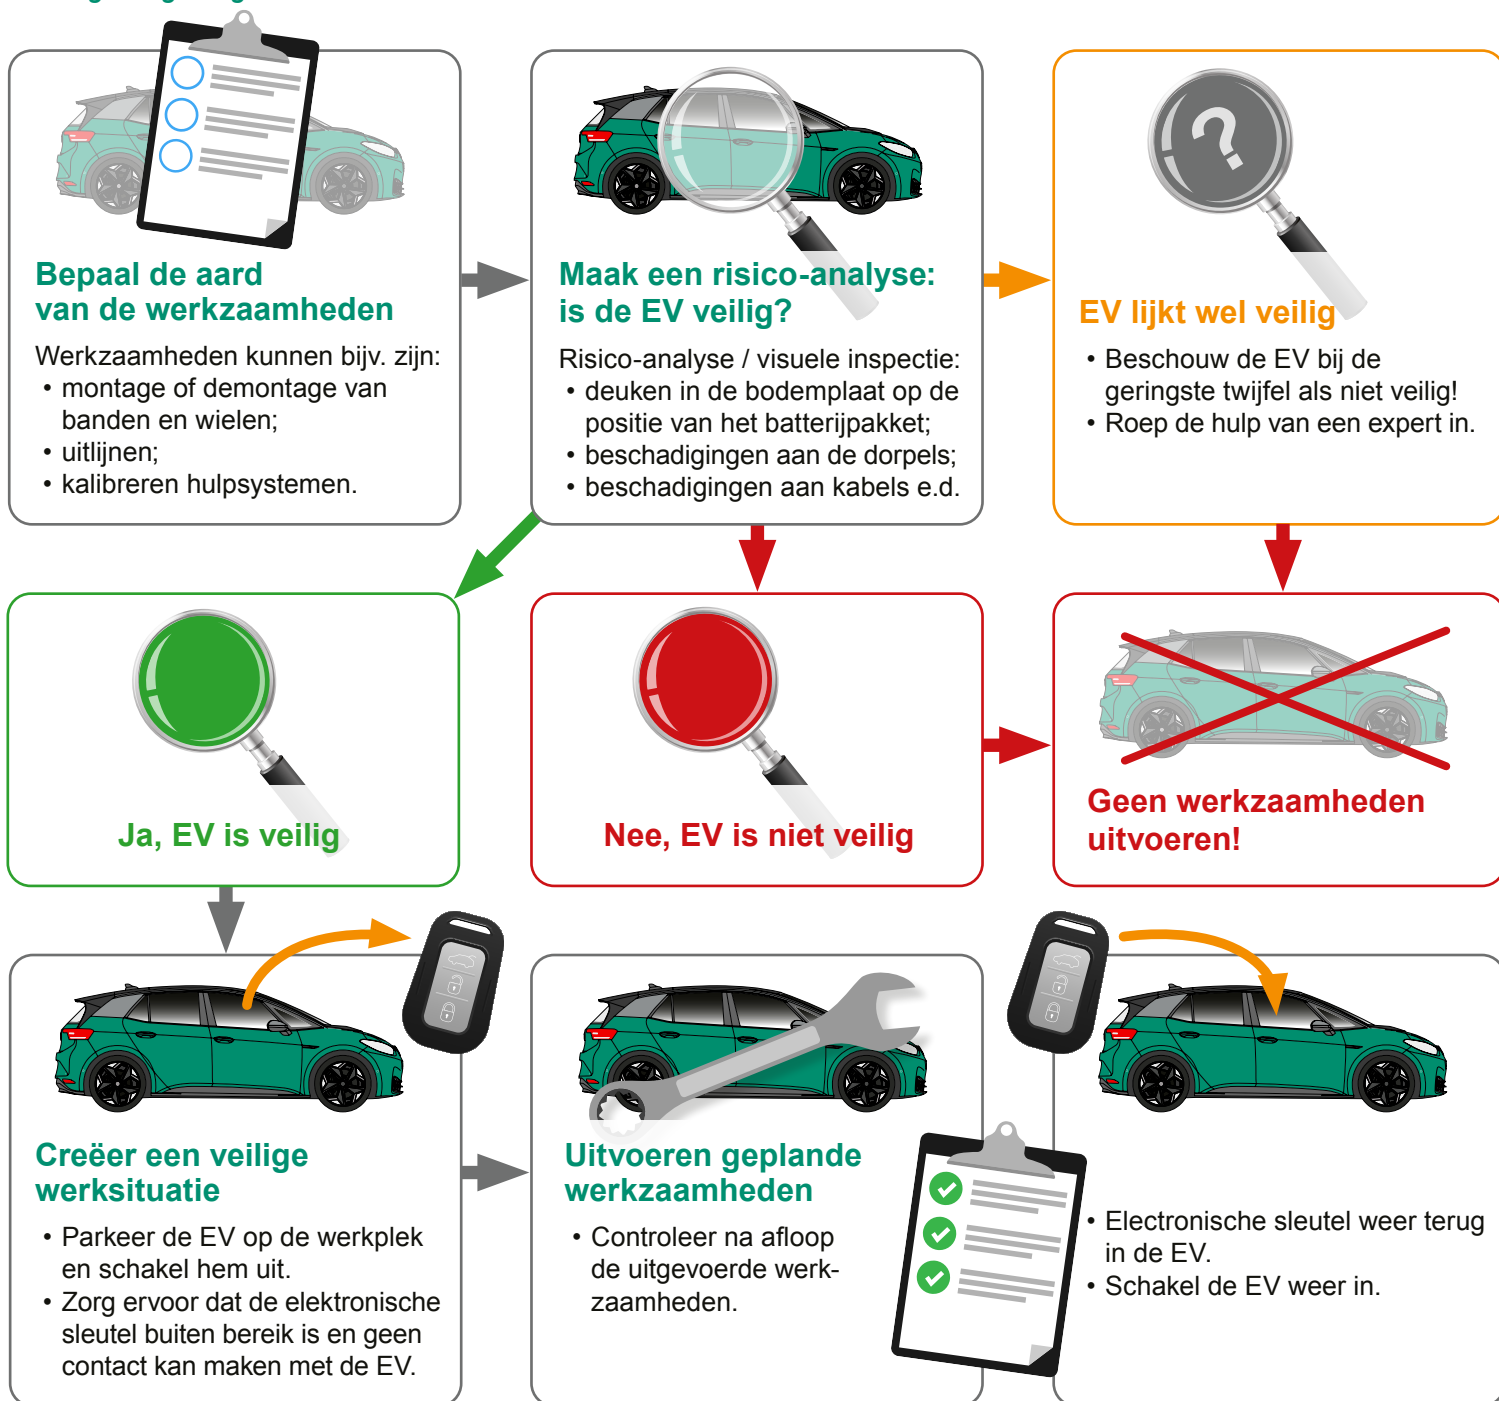 Bepaal de aard
van de werkzaamheden
Werkzaamheden kunnen bijv. zijn:
• montage of demontage van
banden en wielen;
• uitlijnen;
• kalibreren hulpsystemen.
Maak een risico-analyse:
is de EV veilig?
Risico-analyse / visuele inspectie:
• deuken in de bodemplaat op de
positie van het batterijpakket;
• beschadigingen aan de dorpels;
• beschadigingen aan kabels e.d.
?
EV lijkt wel veilig
• Beschouw de EV bij de
geringste twijfel als niet veilig!
• Roep de hulp van een expert in.
Ja, EV is veilig
Nee, EV is niet veilig
Geen werkzaamheden
uitvoeren!
Creëer een veilige
werksituatie
• Parkeer de EV op de werkplek
en schakel hem uit.
• Zorg ervoor dat de elektronische
sleutel buiten bereik is en geen
contact kan maken met de EV.
Uitvoeren geplande
werkzaamheden
• Controleer na afloop
de uitgevoerde werk-
zaamheden.
• Electronische sleutel weer terug
in de EV.
• Schakel de EV weer in.